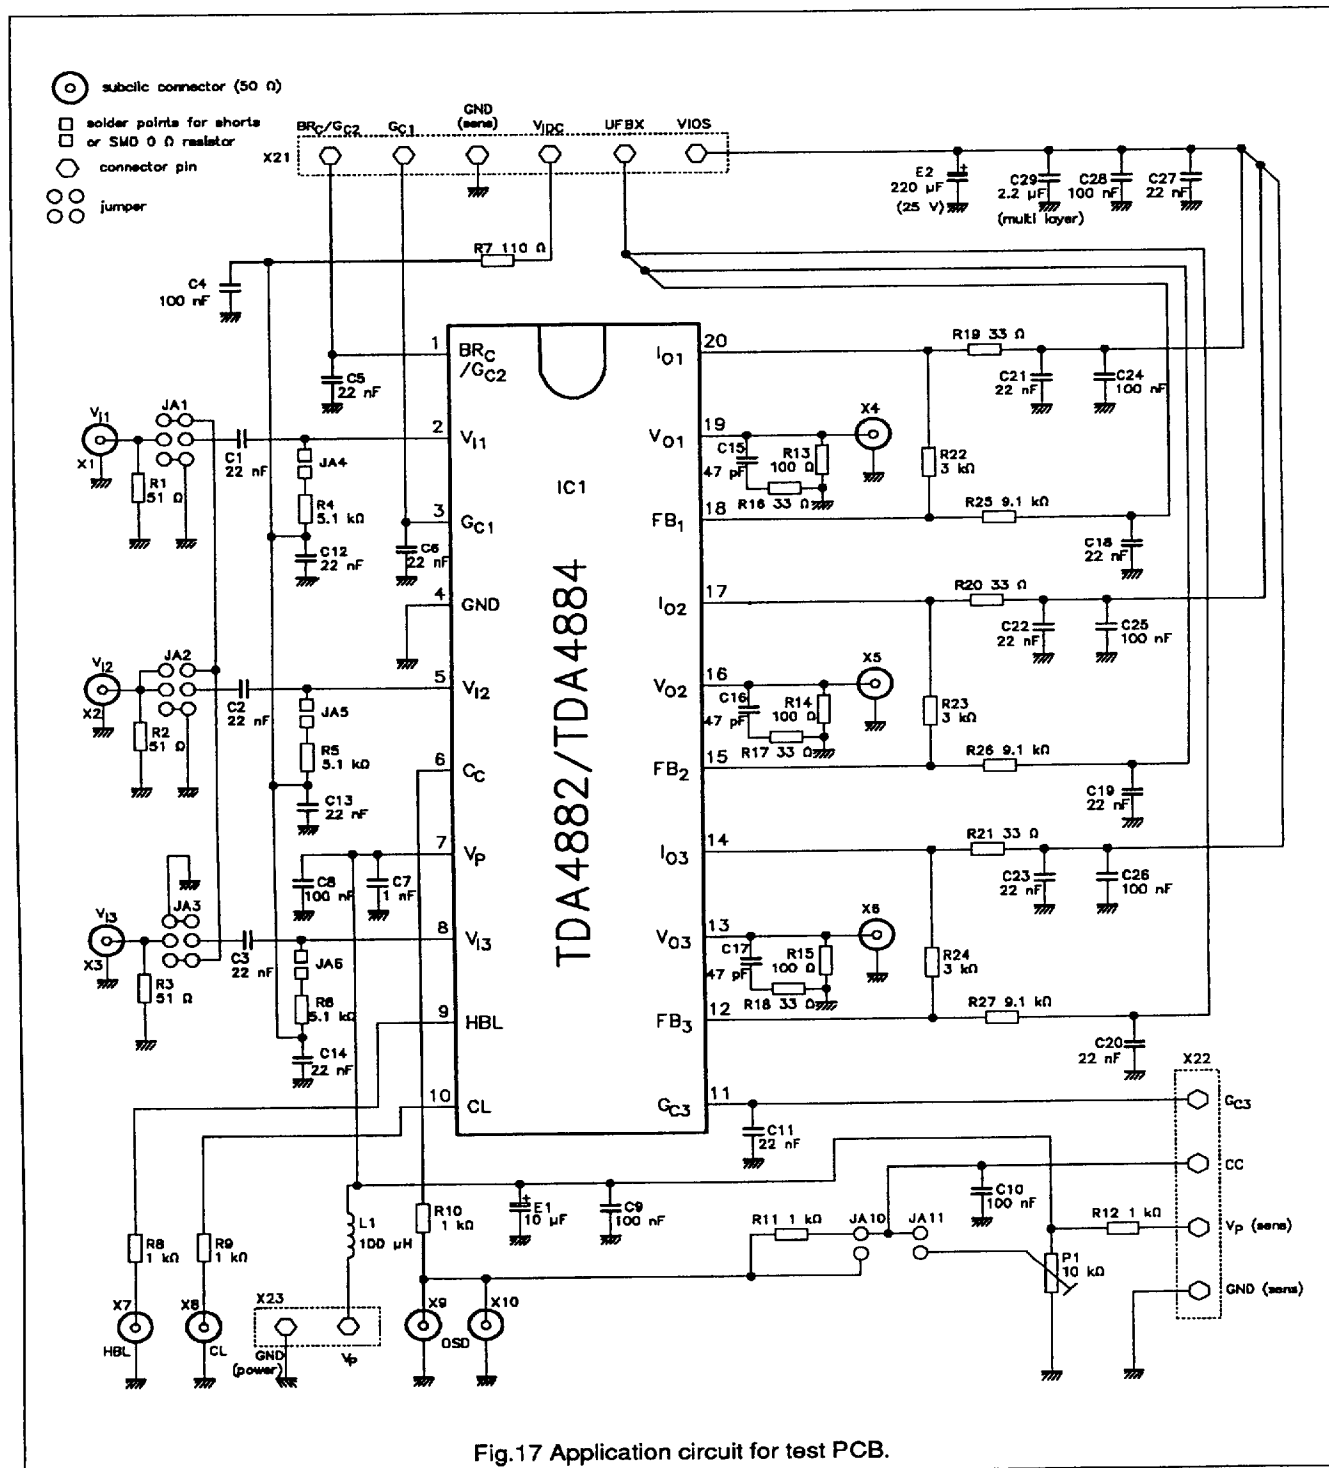 subclic connector (50 Ω)
solder points for shorts
or SMD 0 Ω resistor
connector pin
jumper
X21
BRC/GC2
GC1
GND
(sens)
VIDC
UFBX
VIOS
E2
220 µF
(25 V)
C29
2.2 µF
(multi layer)
C28
100 nF
C27
22 nF
R7 110 Ω
C4
100 nF
1
BRC
/GC2
C5
22 nF
VI1
X1
JA1
R1
51 Ω
C1
22 nF
2
VI1
JA4
R4
5.1 kΩ
C12
22 nF
3
GC1
C6
22 nF
4
GND
VI2
X2
JA2
R2
51 Ω
C2
22 nF
5
VI2
JA5
R5
5.1 kΩ
C13
22 nF
6
GC
7
VP
C8
100 nF
C7
1 nF
VI3
X3
JA3
R3
51 Ω
C3
22 nF
8
VI3
JA6
R6
5.1 kΩ
C14
22 nF
9
HBL
10
CL
IC1
TDA4882/TDA4884
20
IO1
R19 33 Ω
C21
22 nF
C24
100 nF
19
VO1
X4
C15
47 pF
R13
100 Ω
R16 33 Ω
R22
3 kΩ
18
FB1
R25 9.1 kΩ
C18
22 nF
17
IO2
R20 33 Ω
C22
22 nF
C25
100 nF
16
VO2
X5
C16
47 pF
R14
100 Ω
R17 33 Ω
R23
3 kΩ
15
FB2
R26 9.1 kΩ
C19
22 nF
14
IO3
R21 33 Ω
C23
22 nF
C26
100 nF
13
VO3
X6
C17
47 pF
R15
100 Ω
R18 33 Ω
R24
3 kΩ
12
FB3
R27 9.1 kΩ
C20
22 nF
11
GC3
C11
22 nF
X22
GC3
CC
VP (sens)
GND (sens)
C10
100 nF
R12 1 kΩ
P1
10 kΩ
R11 1 kΩ
JA10
JA11
E1
10 µF
C9
100 nF
R10
1 kΩ
L1
100 µH
R8
1 kΩ
R9
1 kΩ
X7
HBL
X8
CL
X23
GND
(power)
VP
X9
OSD
X10
Fig.17 Application circuit for test PCB.